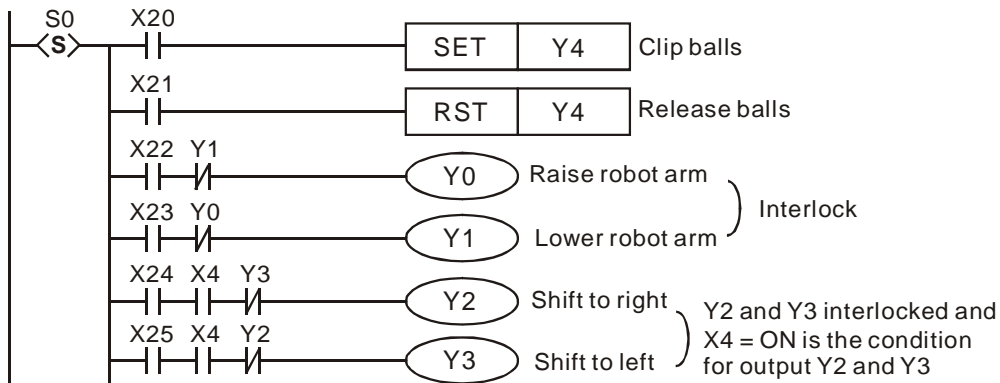 S0 X20
S SET Y4 Clip balls
X21
RST Y4 Release balls
X22 Y1
Y0 Raise robot arm
Interlock
X23 Y0
Y1 Lower robot arm
X24 X4 Y3
Y2 Shift to right
Y2 and Y3 interlocked and
X4 = ON is the condition
for output Y2 and Y3
X25 X4 Y2
Y3 Shift to left